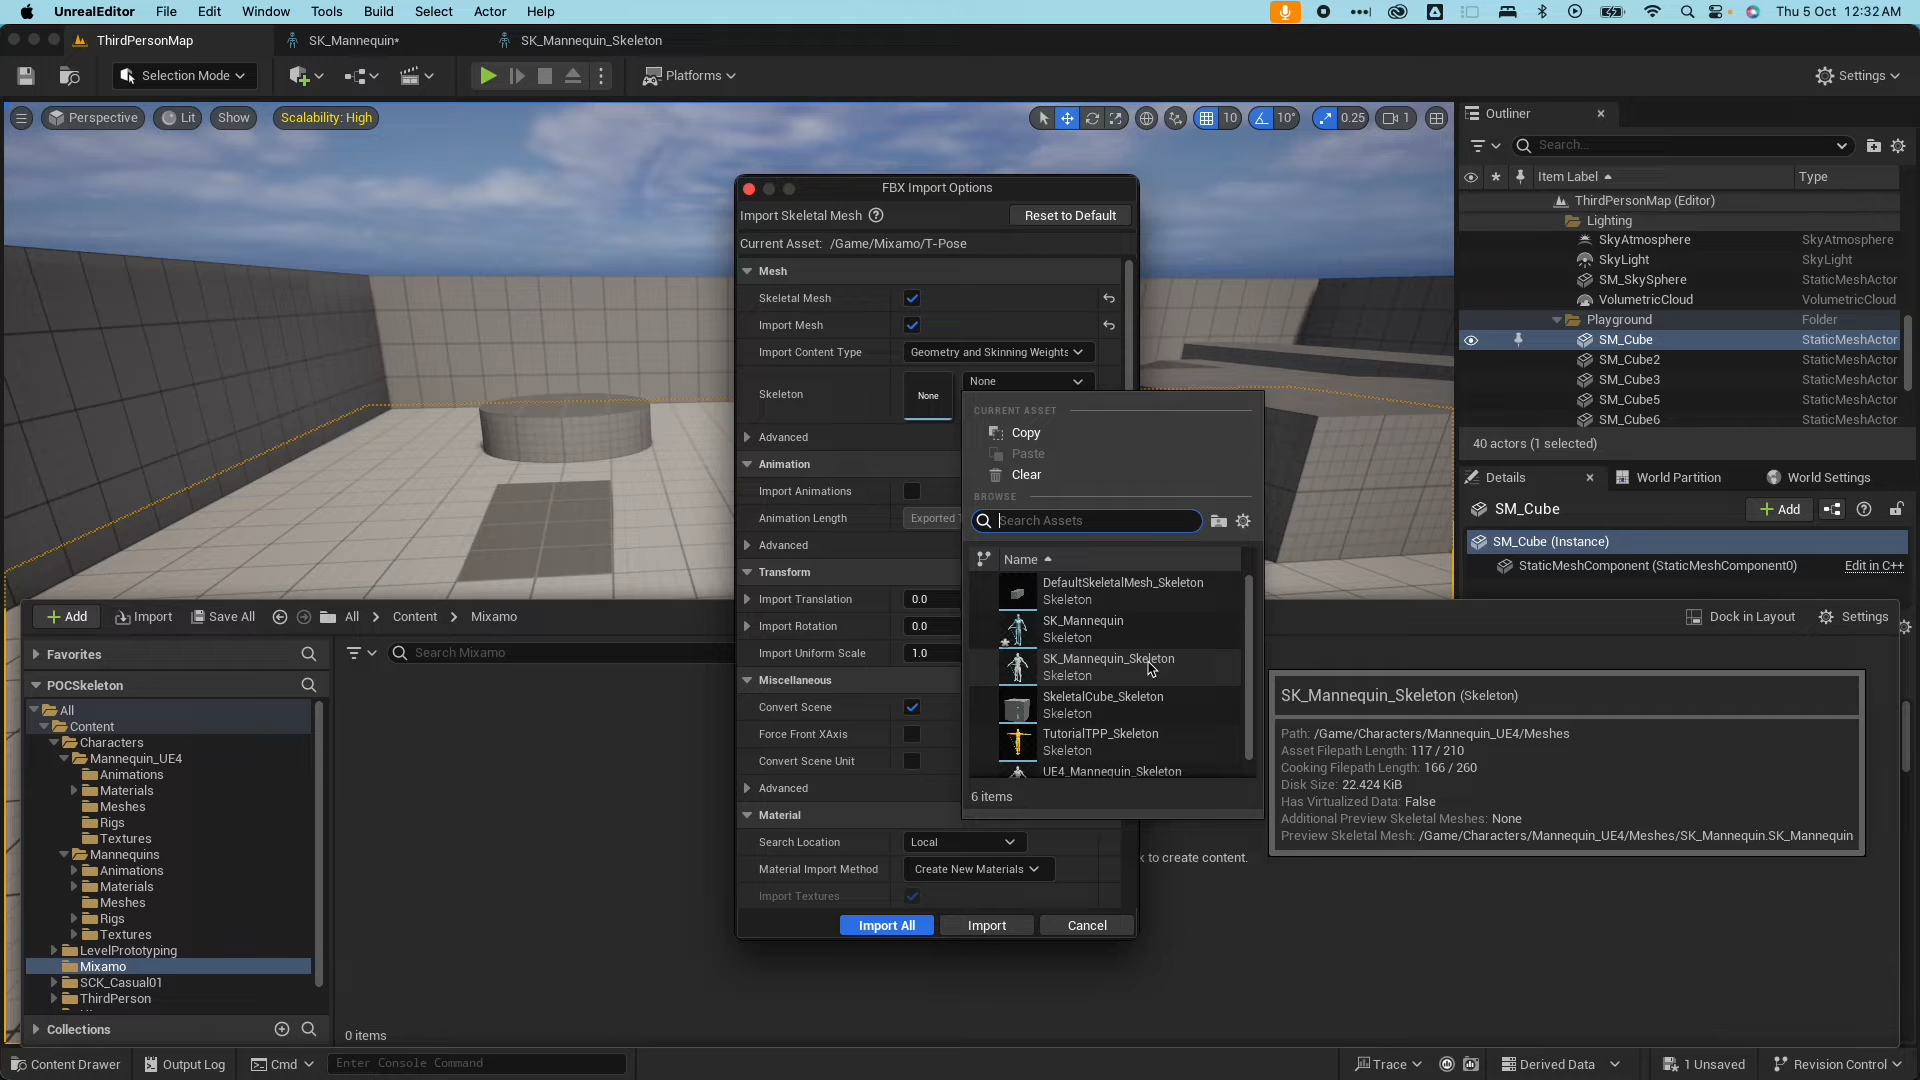 UnrealEditor File Edit Window Tools Build Select Actor Help Thu 5 Oct 12:32 AM
ThirdPersonMap SK_Mannequin* SK_Mannequin_Skeleton
Selection Mode Platforms Settings
Perspective Lit Show Scalability: High 10 10° 0.25 1
Outliner
Search...
Item Label Type
ThirdPersonMap (Editor)
Lighting
SkyAtmosphere SkyAtmosphere
SkyLight SkyLight
SM_SkySphere StaticMeshActor
VolumetricCloud VolumetricCloud
Playground Folder
SM_Cube StaticMeshActor
SM_Cube2 StaticMeshActor
SM_Cube3 StaticMeshActor
SM_Cube5 StaticMeshActor
SM_Cube6 StaticMeshActor
40 actors (1 selected)
Details World Partition World Settings
SM_Cube Add
SM_Cube (Instance)
StaticMeshComponent (StaticMeshComponent0) Edit in C++
FBX Import Options
Import Skeletal Mesh Reset to Default
Current Asset: /Game/Mixamo/T-Pose
Mesh
Skeletal Mesh
Import Mesh
Import Content Type Geometry and Skinning Weights
Skeleton None None
Advanced
Animation
Import Animations
Animation Length Exported T
Advanced
Transform
Import Translation 0.0
Import Rotation 0.0
Import Uniform Scale 1.0
Miscellaneous
Convert Scene
Force Front XAxis
Convert Scene Unit
Advanced
Material
Search Location Local
Material Import Method Create New Materials
Import Textures
Import All Import Cancel
CURRENT ASSET
Copy
Paste
Clear
BROWSE
Search Assets
Name
DefaultSkeletalMesh_Skeleton
Skeleton
SK_Mannequin
Skeleton
SK_Mannequin_Skeleton
Skeleton
SkeletalCube_Skeleton
Skeleton
TutorialTPP_Skeleton
Skeleton
UE4_Mannequin_Skeleton
6 items
SK_Mannequin_Skeleton (Skeleton)
Path: /Game/Characters/Mannequin_UE4/Meshes
Asset Filepath Length: 117 / 210
Cooking Filepath Length: 166 / 260
Disk Size: 22.424 KiB
Has Virtualized Data: False
Additional Preview Skeletal Meshes: None
Preview Skeletal Mesh: /Game/Characters/Mannequin_UE4/Meshes/SK_Mannequin.SK_Mannequin
to create content.
Add Import Save All All Content Mixamo Dock in Layout Settings
Favorites Search Mixamo
POCSkeleton
All
Content
Characters
Mannequin_UE4
Animations
Materials
Meshes
Rigs
Textures
Mannequins
Animations
Materials
Meshes
Rigs
Textures
LevelPrototyping
Mixamo
SCK_Casual01
ThirdPerson
Collections 0 items
Content Drawer Output Log Cmd Enter Console Command Trace Derived Data 1 Unsaved Revision Control